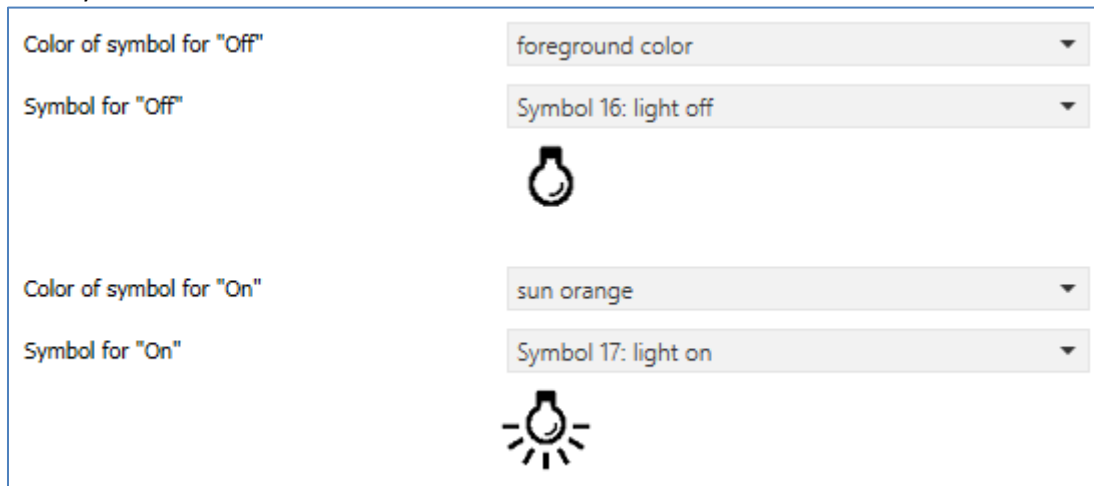 Color of symbol for "Off" foreground color
Symbol for "Off" Symbol 16: light off
Color of symbol for "On" sun orange
Symbol for "On" Symbol 17: light on